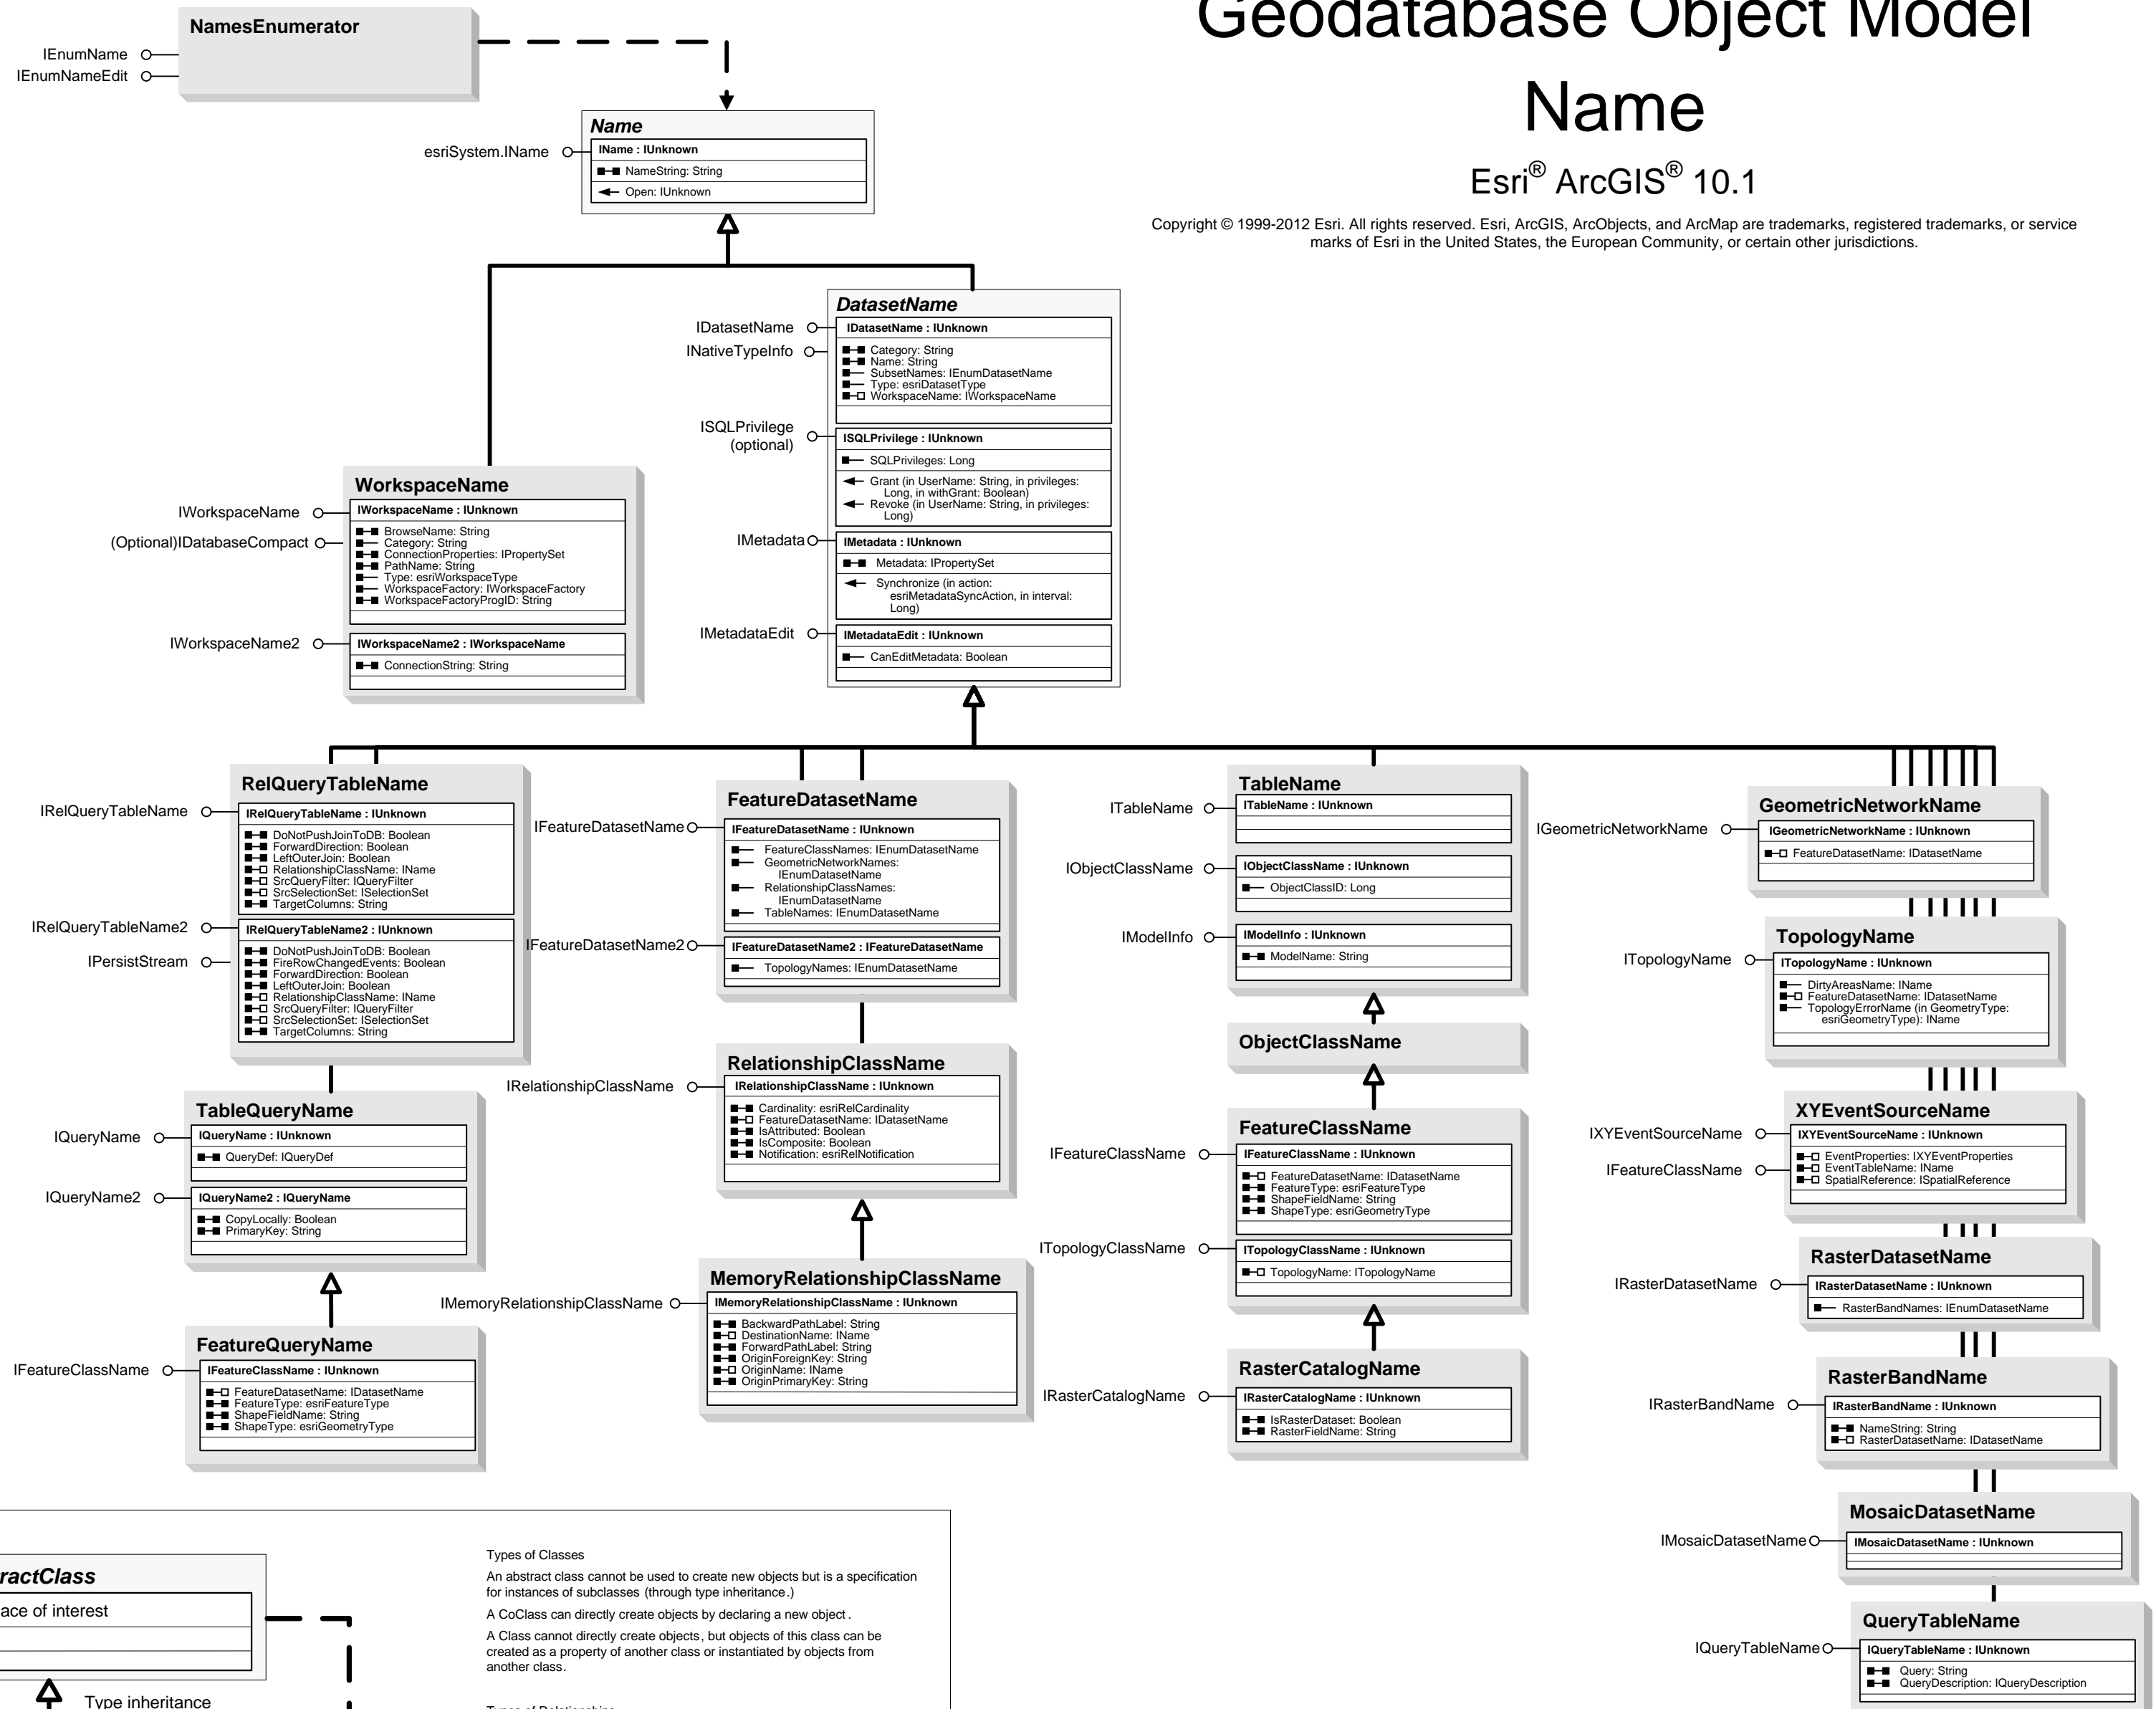 Geodatabase Object Model
Name
Esri® ArcGIS® 10.1
Copyright © 1999-2012 Esri. All rights reserved. Esri, ArcGIS, ArcObjects, and ArcMap are trademarks, registered trademarks, or service
marks of Esri in the United States, the European Community, or certain other jurisdictions.
NamesEnumerator
IEnumName
IEnumNameEdit
Name
esriSystem.IName
IName : IUnknown
NameString: String
Open: IUnknown
DatasetName
IDatasetName
IDatasetName : IUnknown
INativeTypeInfo
Category: String
Name: String
SubsetNames: IEnumDatasetName
Type: esriDatasetType
WorkspaceName: IWorkspaceName
ISQLPrivilege
(optional)
ISQLPrivilege : IUnknown
SQLPrivileges: Long
Grant (in UserName: String, in privileges:
Long, in withGrant: Boolean)
Revoke (in UserName: String, in privileges:
Long)
IMetadata
IMetadata : IUnknown
Metadata: IPropertySet
Synchronize (in action:
esriMetadataSyncAction, in interval:
Long)
IMetadataEdit
IMetadataEdit : IUnknown
CanEditMetadata: Boolean
WorkspaceName
IWorkspaceName
IWorkspaceName : IUnknown
(Optional)IDatabaseCompact
BrowseName: String
Category: String
ConnectionProperties: IPropertySet
PathName: String
Type: esriWorkspaceType
WorkspaceFactory: IWorkspaceFactory
WorkspaceFactoryProgID: String
IWorkspaceName2
IWorkspaceName2 : IWorkspaceName
ConnectionString: String
RelQueryTableName
IRelQueryTableName
IRelQueryTableName : IUnknown
DoNotPushJoinToDB: Boolean
ForwardDirection: Boolean
LeftOuterJoin: Boolean
RelationshipClassName: IName
SrcQueryFilter: IQueryFilter
SrcSelectionSet: ISelectionSet
TargetColumns: String
IRelQueryTableName2
IRelQueryTableName2 : IUnknown
IPersistStream
DoNotPushJoinToDB: Boolean
FireRowChangedEvents: Boolean
ForwardDirection: Boolean
LeftOuterJoin: Boolean
RelationshipClassName: IName
SrcQueryFilter: IQueryFilter
SrcSelectionSet: ISelectionSet
TargetColumns: String
TableQueryName
IQueryName
IQueryName : IUnknown
QueryDef: IQueryDef
IQueryName2
IQueryName2 : IQueryName
CopyLocally: Boolean
PrimaryKey: String
FeatureQueryName
IFeatureClassName
IFeatureClassName : IUnknown
FeatureDatasetName: IDatasetName
FeatureType: esriFeatureType
ShapeFieldName: String
ShapeType: esriGeometryType
FeatureDatasetName
IFeatureDatasetName
IFeatureDatasetName : IUnknown
FeatureClassNames: IEnumDatasetName
GeometricNetworkNames:
IEnumDatasetName
RelationshipClassNames:
IEnumDatasetName
TableNames: IEnumDatasetName
IFeatureDatasetName2
IFeatureDatasetName2 : IFeatureDatasetName
TopologyNames: IEnumDatasetName
RelationshipClassName
IRelationshipClassName
IRelationshipClassName : IUnknown
Cardinality: esriRelCardinality
FeatureDatasetName: IDatasetName
IsAttributed: Boolean
IsComposite: Boolean
Notification: esriRelNotification
MemoryRelationshipClassName
IMemoryRelationshipClassName
IMemoryRelationshipClassName : IUnknown
BackwardPathLabel: String
DestinationName: IName
ForwardPathLabel: String
OriginForeignKey: String
OriginName: IName
OriginPrimaryKey: String
TableName
ITableName
ITableName : IUnknown
IObjectClassName
IObjectClassName : IUnknown
ObjectClassID: Long
IModelInfo
IModelInfo : IUnknown
ModelName: String
ObjectClassName
FeatureClassName
IFeatureClassName
IFeatureClassName : IUnknown
FeatureDatasetName: IDatasetName
FeatureType: esriFeatureType
ShapeFieldName: String
ShapeType: esriGeometryType
ITopologyClassName
ITopologyClassName : IUnknown
TopologyName: ITopologyName
RasterCatalogName
IRasterCatalogName
IRasterCatalogName : IUnknown
IsRasterDataset: Boolean
RasterFieldName: String
GeometricNetworkName
IGeometricNetworkName
IGeometricNetworkName : IUnknown
FeatureDatasetName: IDatasetName
TopologyName
ITopologyName
ITopologyName : IUnknown
DirtyAreasName: IName
FeatureDatasetName: IDatasetName
TopologyErrorName (in GeometryType:
esriGeometryType): IName
XYEventSourceName
IXYEventSourceName
IXYEventSourceName : IUnknown
IFeatureClassName
EventProperties: IXYEventProperties
EventTableName: IName
SpatialReference: ISpatialReference
RasterDatasetName
IRasterDatasetName
IRasterDatasetName : IUnknown
RasterBandNames: IEnumDatasetName
RasterBandName
IRasterBandName
IRasterBandName : IUnknown
NameString: String
RasterDatasetName: IDatasetName
MosaicDatasetName
IMosaicDatasetName
IMosaicDatasetName : IUnknown
QueryTableName
IQueryTableName
IQueryTableName : IUnknown
Query: String
QueryDescription: IQueryDescription
ractClass
ace of interest
Type inheritance
Types of Classes
An abstract class cannot be used to create new objects but is a specification
for instances of subclasses (through type inheritance.)
A CoClass can directly create objects by declaring a new object.
A Class cannot directly create objects, but objects of this class can be
created as a property of another class or instantiated by objects from
another class.